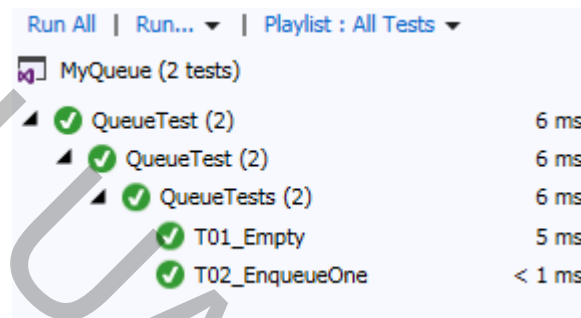 Run All | Run... | Playlist : All Tests
MyQueue (2 tests)
QueueTest (2) 6 ms
QueueTest (2) 6 ms
QueueTests (2) 6 ms
T01_Empty 5 ms
T02_EnqueueOne < 1 ms